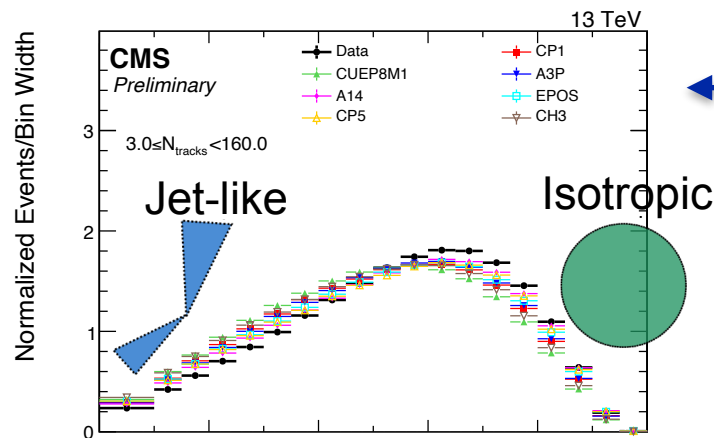 13 TeV
Normalized Events/Bin Width
CMS
Preliminary
Data
CUEP8M1
A14
CP5
CP1
A3P
EPOS
CH3
3.0≤N_tracks<160.0
Jet-like
Isotropic
3
2
1
0